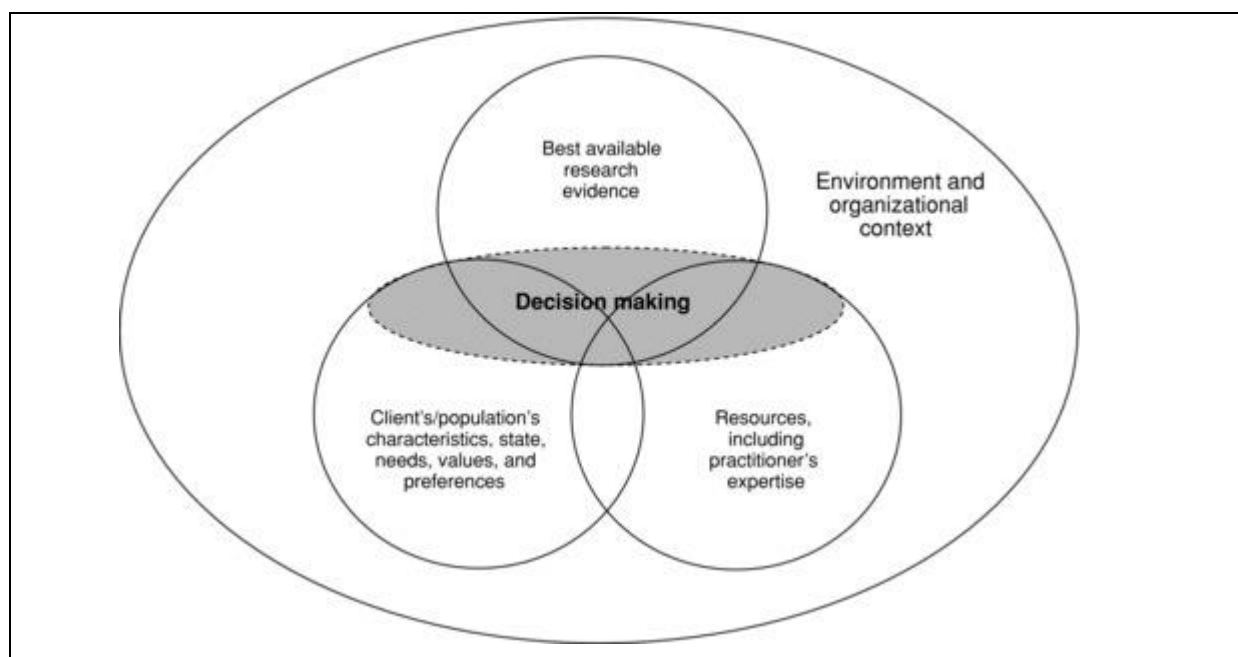 Best available
research
evidence
Environment and
organizational
context
Decision making
Client's/population's
characteristics, state,
needs, values, and
preferences
Resources,
including
practitioner's
expertise